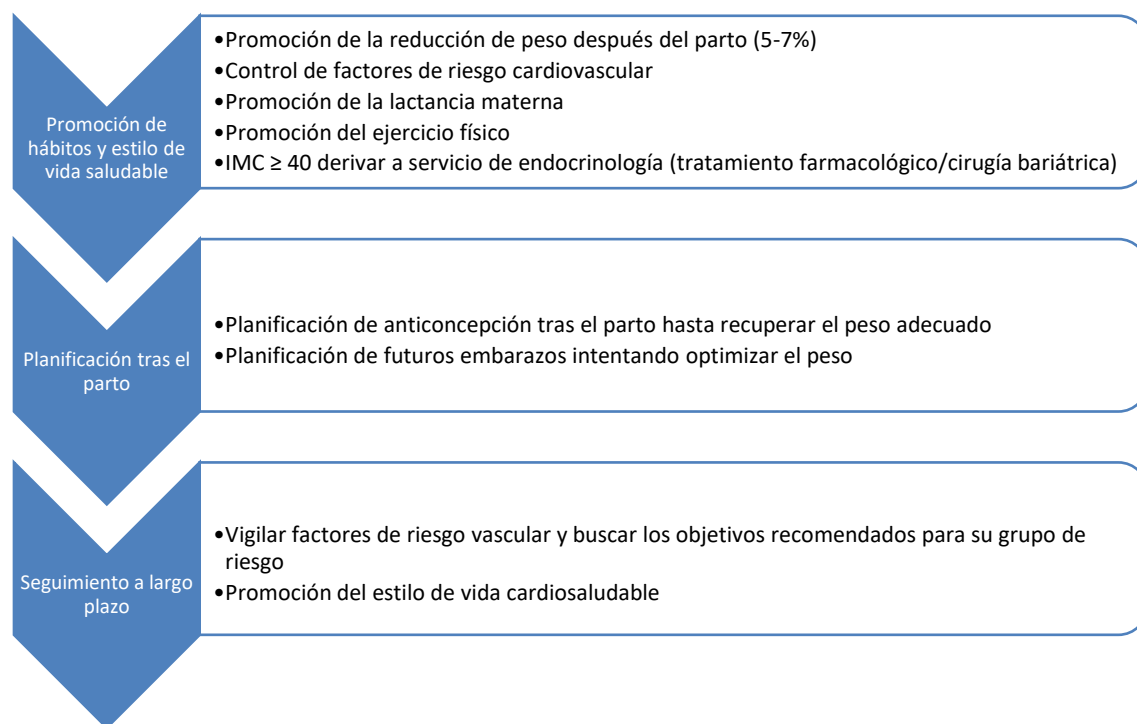 Promoción de
hábitos y estilo de
vida saludable
•Promoción de la reducción de peso después del parto (5-7%)
•Control de factores de riesgo cardiovascular
•Promoción de la lactancia materna
•Promoción del ejercicio físico
•IMC ≥ 40 derivar a servicio de endocrinología (tratamiento farmacológico/cirugía bariátrica)
Planificación tras el
parto
•Planificación de anticoncepción tras el parto hasta recuperar el peso adecuado
•Planificación de futuros embarazos intentando optimizar el peso
Seguimiento a largo
plazo
•Vigilar factores de riesgo vascular y buscar los objetivos recomendados para su grupo de
riesgo
•Promoción del estilo de vida cardiosaludable